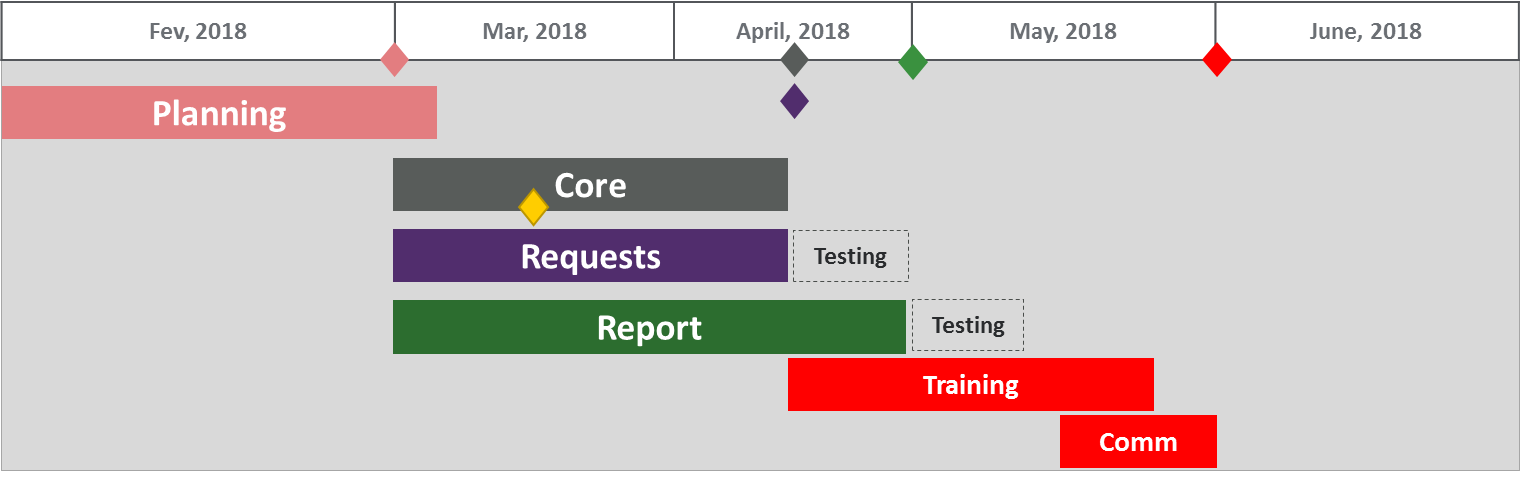 Fev, 2018
Mar, 2018
April, 2018
May, 2018
June, 2018
Planning
Core
Requests
Testing
Report
Testing
Training
Comm